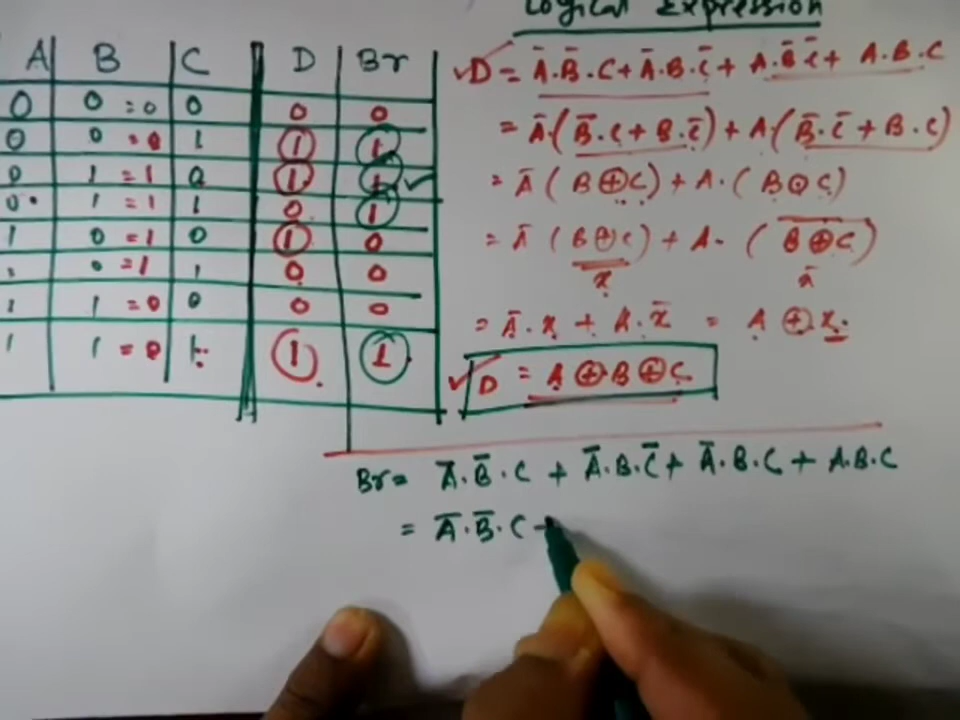 Logical Expression
A B C D Br
0 0 = 0 0 0 0
0 0 = 0 1 1 1
0 1 = 1 0 1 1 ✓
0 1 = 1 1 0 1
1 0 = 1 0 1 0
1 0 = 1 1 0 0
1 1 = 0 0 0 0
1 1 = 0 1 1 1
✓ D = A̅.B̅.C + A̅.B.C̅ + A.B̅.C̅ + A.B.C
= A̅(B̅.C + B.C̅) + A.(B̅.C̅ + B.C)
= A̅(B⊕C) + A.(B⊙C)
= A̅(B⊕C) + A.(B̅ ̅⊕̅ ̅C̅)
x x̅
= A̅.x + A.x̅ = A⊕x.
✓ D = A⊕B⊕C
Br = A̅.B̅.C + A̅.B.C̅ + A̅.B.C + A.B.C
= A̅.B̅.C +